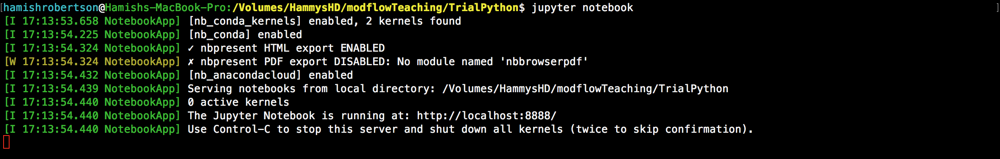 [hamishrobertson@Hamishs-MacBook-Pro:/Volumes/HammysHD/modflowTeaching/TrialPython$ jupyter notebook ]
[I 17:13:53.658 NotebookApp] [nb_conda_kernels] enabled, 2 kernels found
[I 17:13:54.225 NotebookApp] [nb_conda] enabled
[I 17:13:54.324 NotebookApp] ✓ nbpresent HTML export ENABLED
[W 17:13:54.324 NotebookApp] ✗ nbpresent PDF export DISABLED: No module named 'nbbrowserpdf'
[I 17:13:54.432 NotebookApp] [nb_anacondacloud] enabled
[I 17:13:54.439 NotebookApp] Serving notebooks from local directory: /Volumes/HammysHD/modflowTeaching/TrialPython
[I 17:13:54.440 NotebookApp] 0 active kernels
[I 17:13:54.440 NotebookApp] The Jupyter Notebook is running at: http://localhost:8888/
[I 17:13:54.440 NotebookApp] Use Control-C to stop this server and shut down all kernels (twice to skip confirmation).